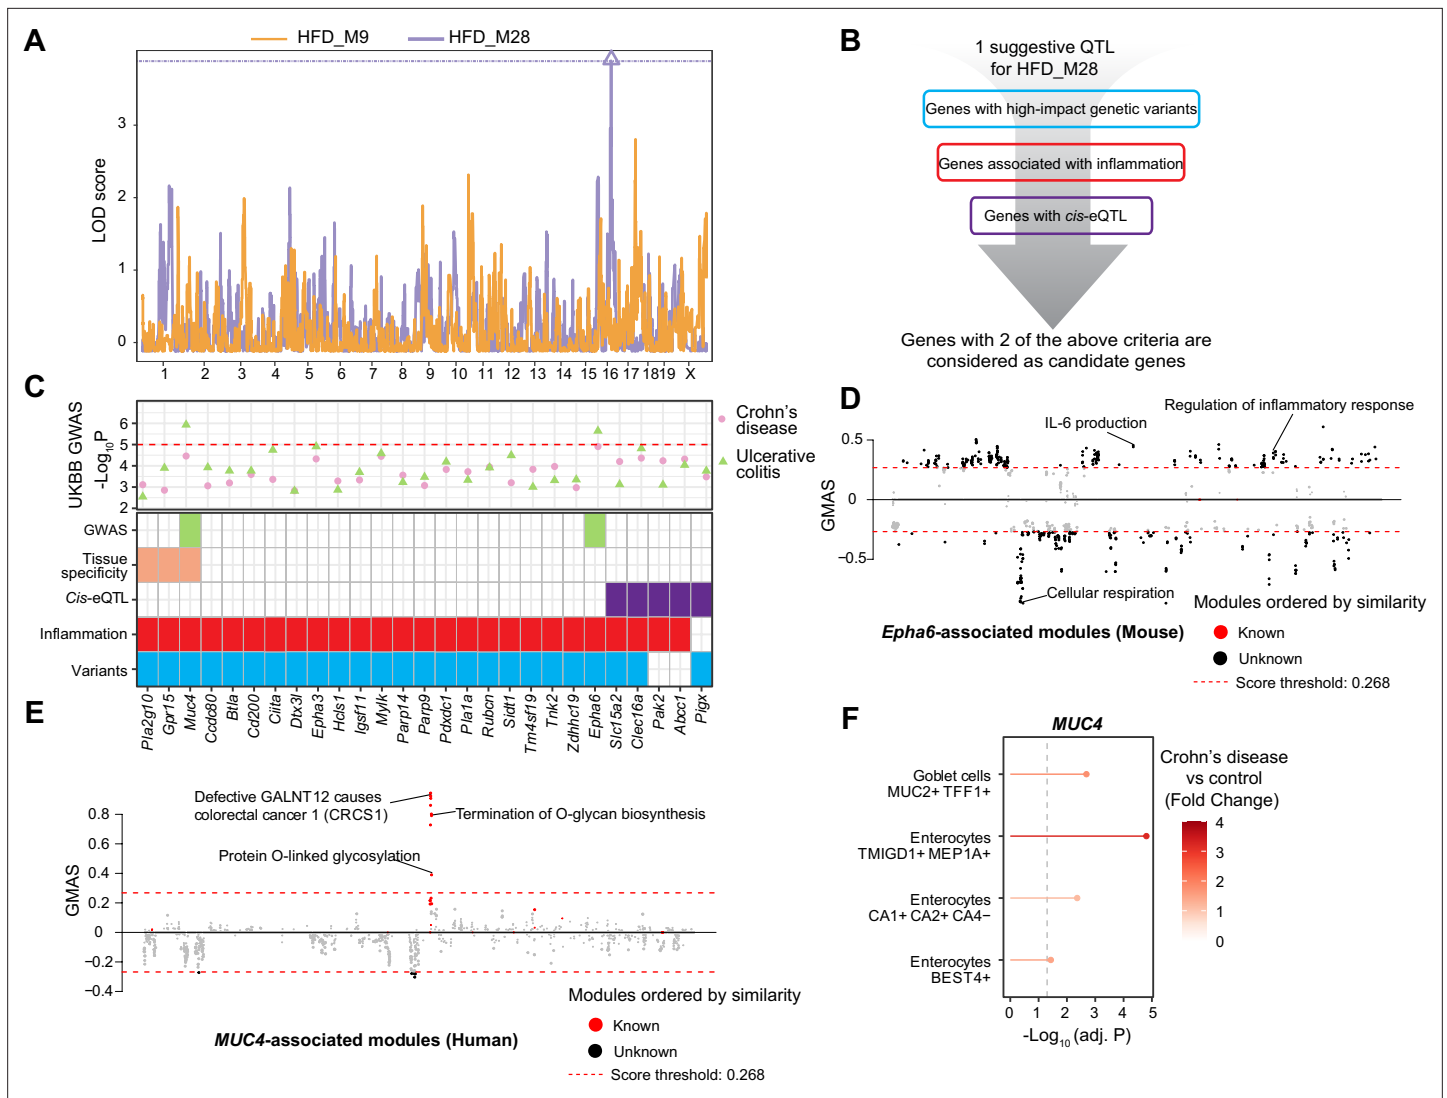 A
HFD_M9
HFD_M28
LOD score
3
2
1
0
1 2 3 4 5 6 7 8 9 10 11 12 13 14 15 16 17 18 19 X
B
1 suggestive QTL
for HFD_M28
Genes with high-impact genetic variants
Genes associated with inflammation
Genes with cis-eQTL
Genes with 2 of the above criteria are
considered as candidate genes
C
UKBB GWAS
-Log10P
6
5
4
3
2
Crohn's
disease
Ulcerative
colitis
GWAS
Tissue
specificity
Cis-eQTL
Inflammation
Variants
Pla2g10
Gpr15
Muc4
Ccdc80
Btla
Cd200
Ciita
Dtx3l
Epha3
Hcls1
Igsf11
Mylk
Parp14
Parp9
Pdxdc1
Pla1a
Rubcn
Sidt1
Tm4sf19
Tnk2
Zdhhc19
Epha6
Slc15a2
Clec16a
Pak2
Abcc1
Pigx
D
GMAS
0.5
0
−0.5
IL-6 production
Regulation of inflammatory response
Cellular respiration
Modules ordered by similarity
Epha6-associated modules (Mouse)
Known
Unknown
Score threshold: 0.268
E
GMAS
0.8
0.6
0.4
0.2
0
−0.2
−0.4
Defective GALNT12 causes
colorectal cancer 1 (CRCS1)
Termination of O-glycan biosynthesis
Protein O-linked glycosylation
Modules ordered by similarity
MUC4-associated modules (Human)
Known
Unknown
Score threshold: 0.268
F
MUC4
Goblet cells
MUC2+ TFF1+
Enterocytes
TMIGD1+ MEP1A+
Enterocytes
CA1+ CA2+ CA4−
Enterocytes
BEST4+
0 1 2 3 4 5
-Log10 (adj. P)
Crohn's disease
vs control
(Fold Change)
4
3
2
1
0